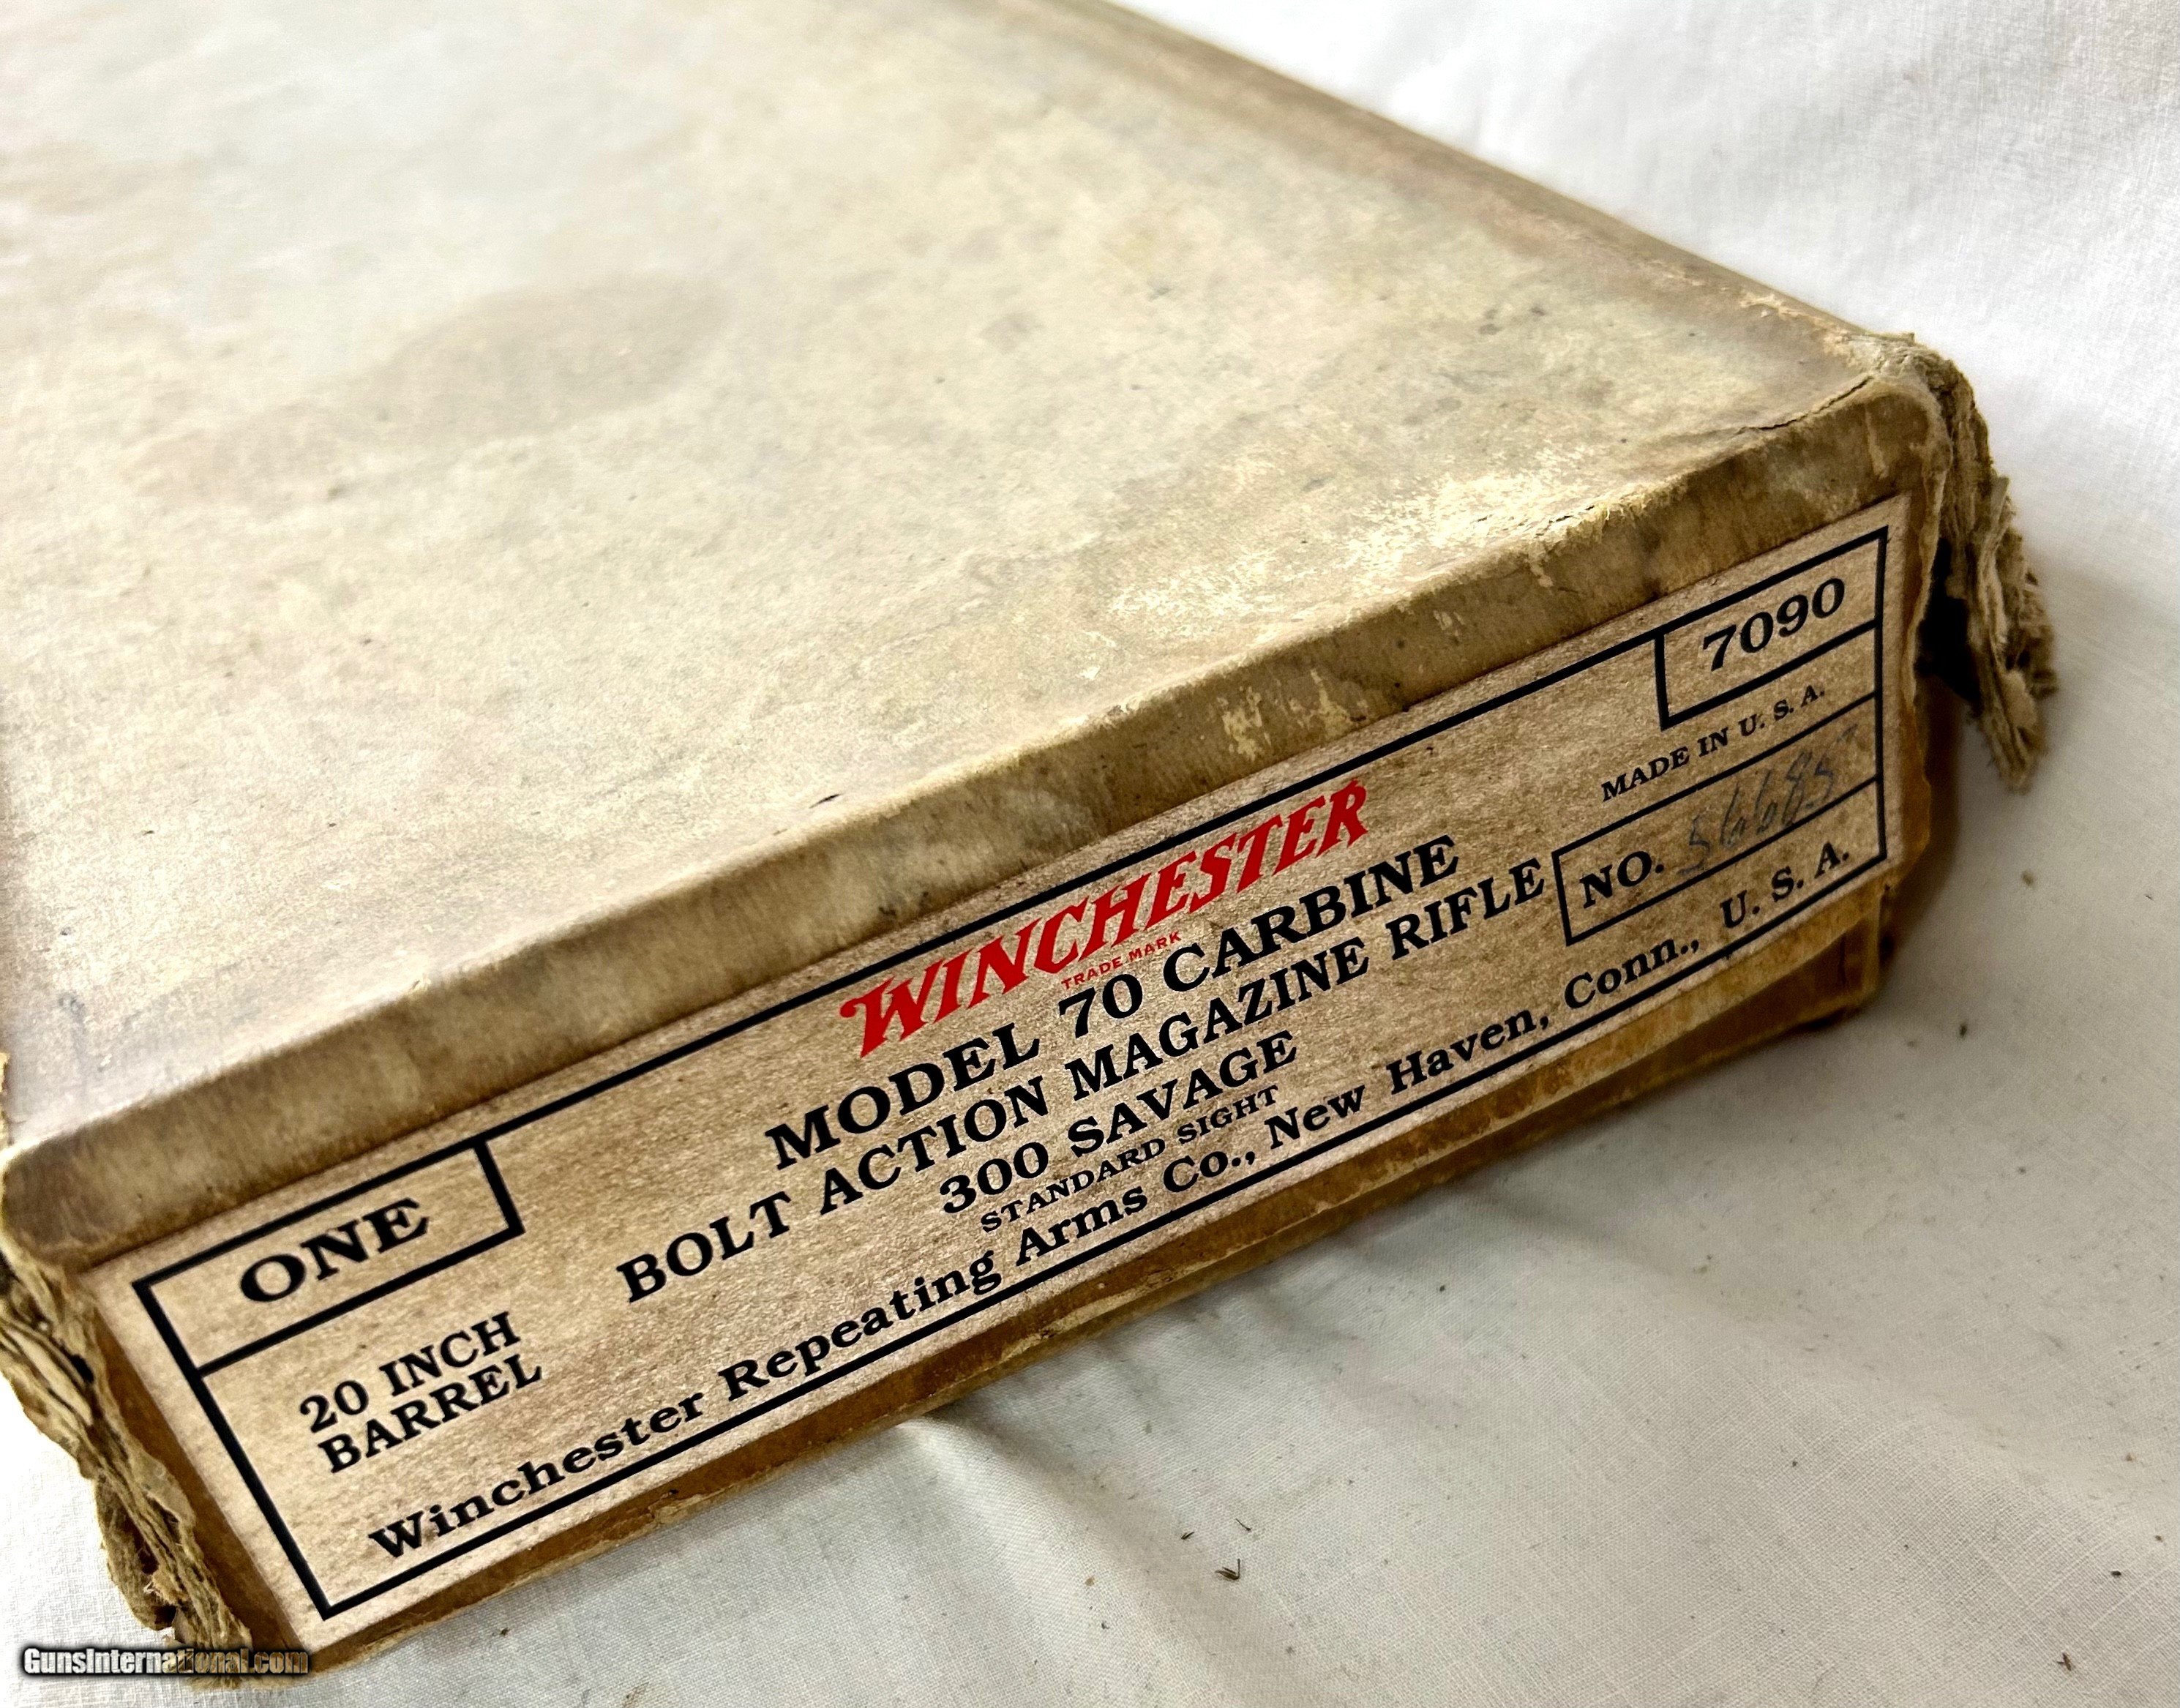 7090
WINCHESTER
TRADE MARK
MADE IN U. S. A.
MODEL 70 CARBINE
BOLT ACTION MAGAZINE RIFLE
NO. 56685
ONE
300 SAVAGE
STANDARD SIGHT
20 INCH
BARREL
Winchester Repeating Arms Co., New Haven, Conn., U. S. A.
GunsInternational.com